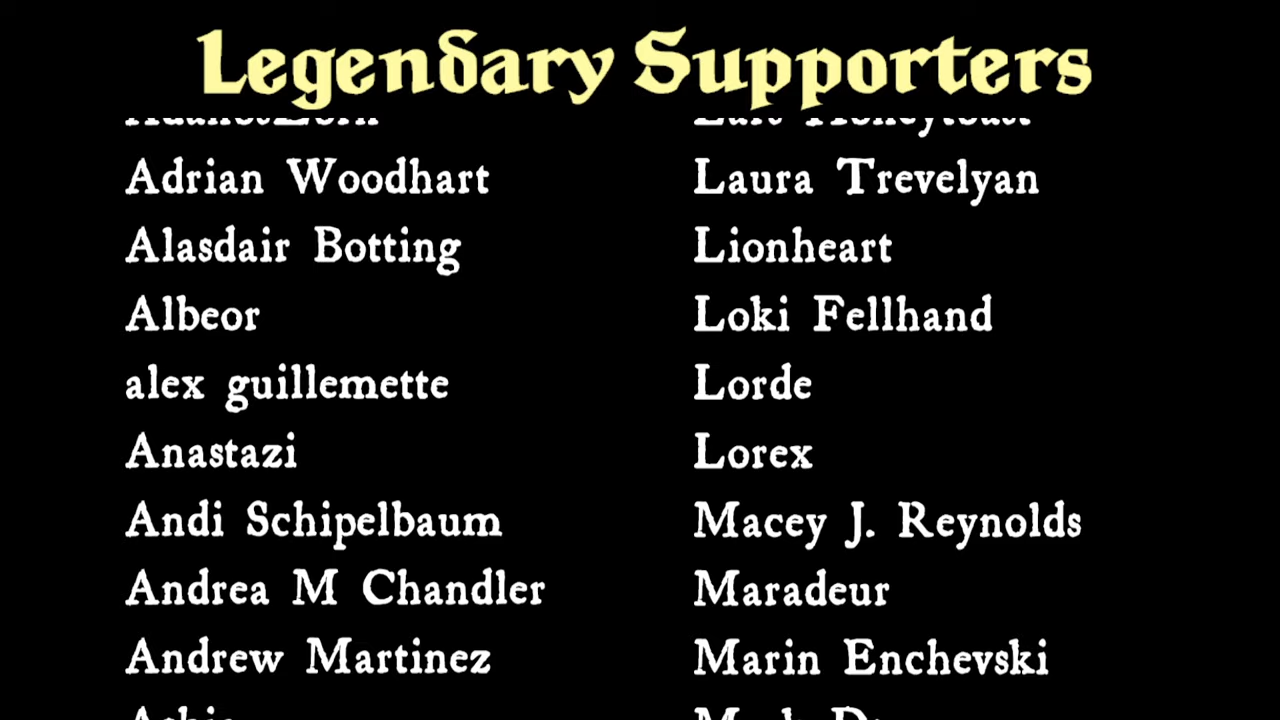 Legendary Supporters
Adrian Woodhart
Alasdair Botting
Albeor
alex guillemette
Anastazi
Andi Schipelbaum
Andrea M Chandler
Andrew Martinez
Laura Trevelyan
Lionheart
Loki Fellhand
Lorde
Lorex
Macey J. Reynolds
Maradeur
Marin Enchevski